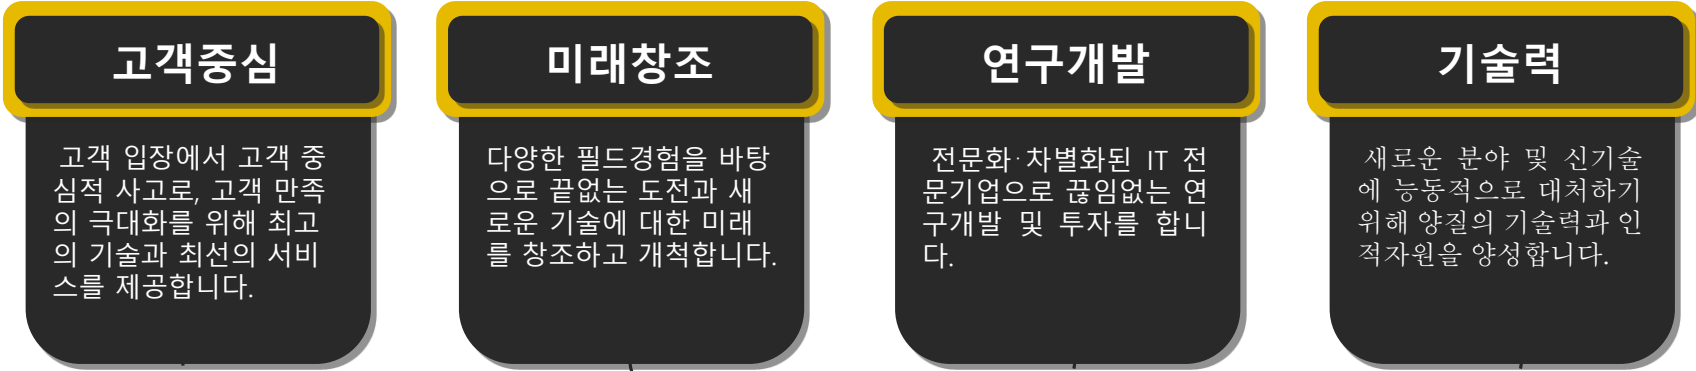 고객중심
고객 입장에서 고객 중
심적 사고로, 고객 만족
의 극대화를 위해 최고
의 기술과 최선의 서비
스를 제공합니다.
미래창조
다양한 필드경험을 바탕
으로 끝없는 도전과 새
로운 기술에 대한 미래
를 창조하고 개척합니다.
연구개발
전문화·차별화된 IT 전
문기업으로 끊임없는 연
구개발 및 투자를 합니
다.
기술력
새로운 분야 및 신기술
에 능동적으로 대처하기
위해 양질의 기술력과 인
적자원을 양성합니다.